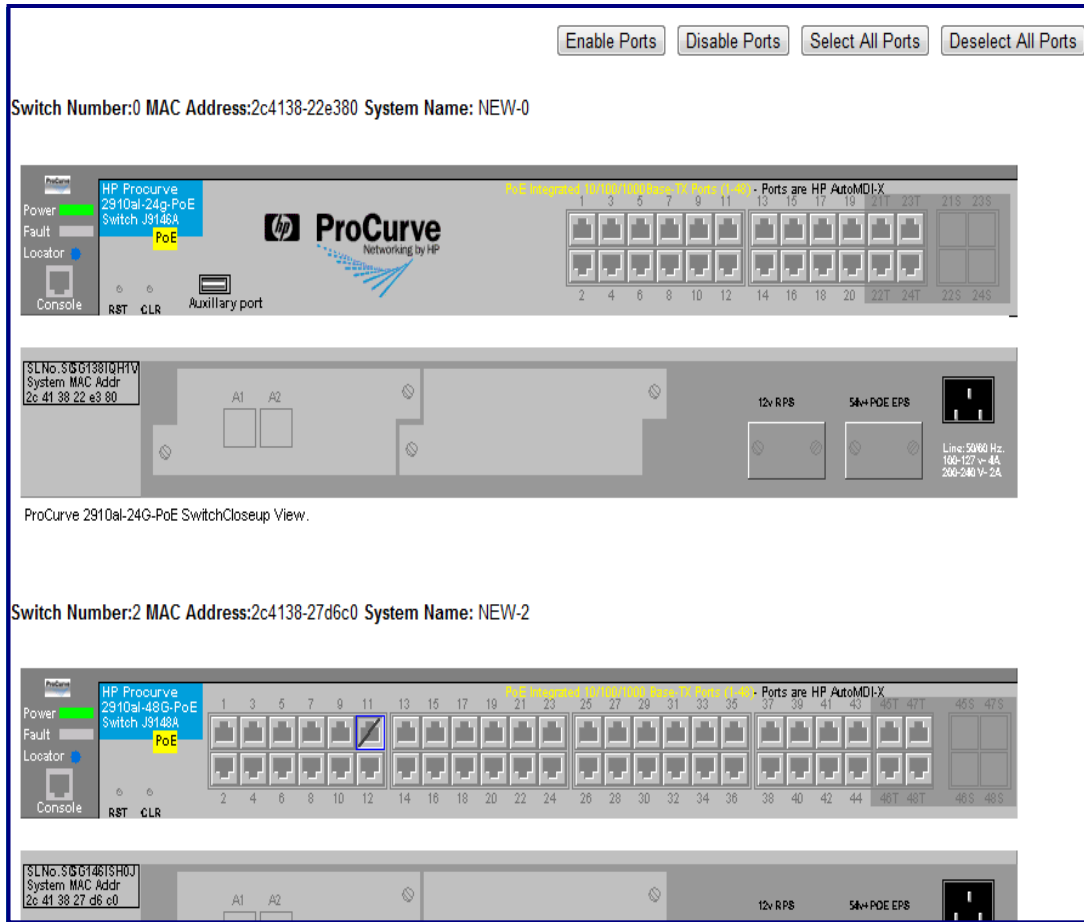 Enable Ports Disable Ports Select All Ports Deselect All Ports
Switch Number:0 MAC Address:2c4138-22e380 System Name: NEW-0
ProCurve
HP Procurve
2910al-24g-PoE
Switch J9146A
PoE
Power
Fault
Locator
Console
RST CLR
Auxillary port
hp ProCurve
Networking by HP
PoE Integrated 10/100/1000Base-TX Ports (1-48) - Ports are HP AutoMDI-X
1 3 5 7 9 11 13 15 17 19 21T 23T 21S 23S
2 4 6 8 10 12 14 16 18 20 22T 24T 22S 24S
System MAC Addr
2c 41 38 22 e3 80
A1 A2
12v RPS
54v+POE EPS
Line:50/60 Hz.
100-127 v~ 4A
200-240 V~ 2A
ProCurve 2910al-24G-PoE SwitchCloseup View.
Switch Number:2 MAC Address:2c4138-27d6c0 System Name: NEW-2
ProCurve
HP Procurve
2910al-48G-PoE
Switch J9148A
PoE
Power
Fault
Locator
Console
RST CLR
PoE Integrated 10/100/1000 Base-TX Ports (1-48) - Ports are HP AutoMDI-X
1 3 5 7 9 11 13 15 17 19 21 23 25 27 29 31 33 35 37 39 41 43 45T 47T 45S 47S
2 4 6 8 10 12 14 16 18 20 22 24 26 28 30 32 34 36 38 40 42 44 46T 48T 46S 48S
System MAC Addr
2c 41 38 27 d6 c0
A1 A2
12v RPS
54v+POE EPS